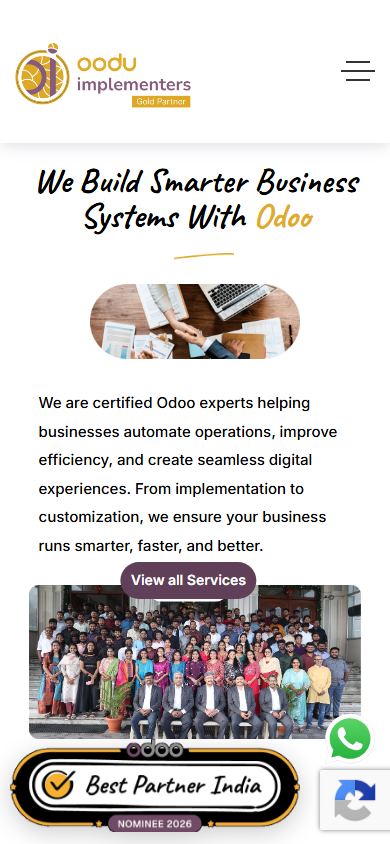 oodu
implementers
Gold Partner
We Build Smarter Business
Systems With Odoo
We are certified Odoo experts helping
businesses automate operations, improve
efficiency, and create seamless digital
experiences. From implementation to
customization, we ensure your business
runs smarter, faster, and better.
View all Services
odoo
Best Partner India
NOMINEE 2026